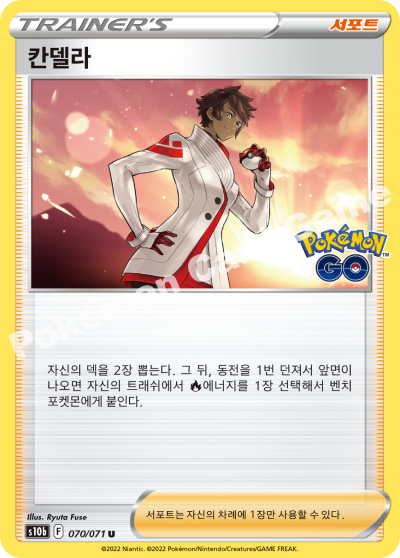 TRAINER'S
서포트
칸델라
Pokémon
GO
Pokémon Card Game
자신의 덱을 2장 뽑는다. 그 뒤, 동전을 1번 던져서 앞면이
나오면 자신의 트래쉬에서 에너지를 1장 선택해서 벤치
포켓몬에게 붙인다.
Illus. Ryuta Fuse
s10b F 070/071 U
서포트는 자신의 차례에 1장만 사용할 수 있다.
©2022 Niantic. ©2022 Pokémon/Nintendo/Creatures/GAME FREAK.